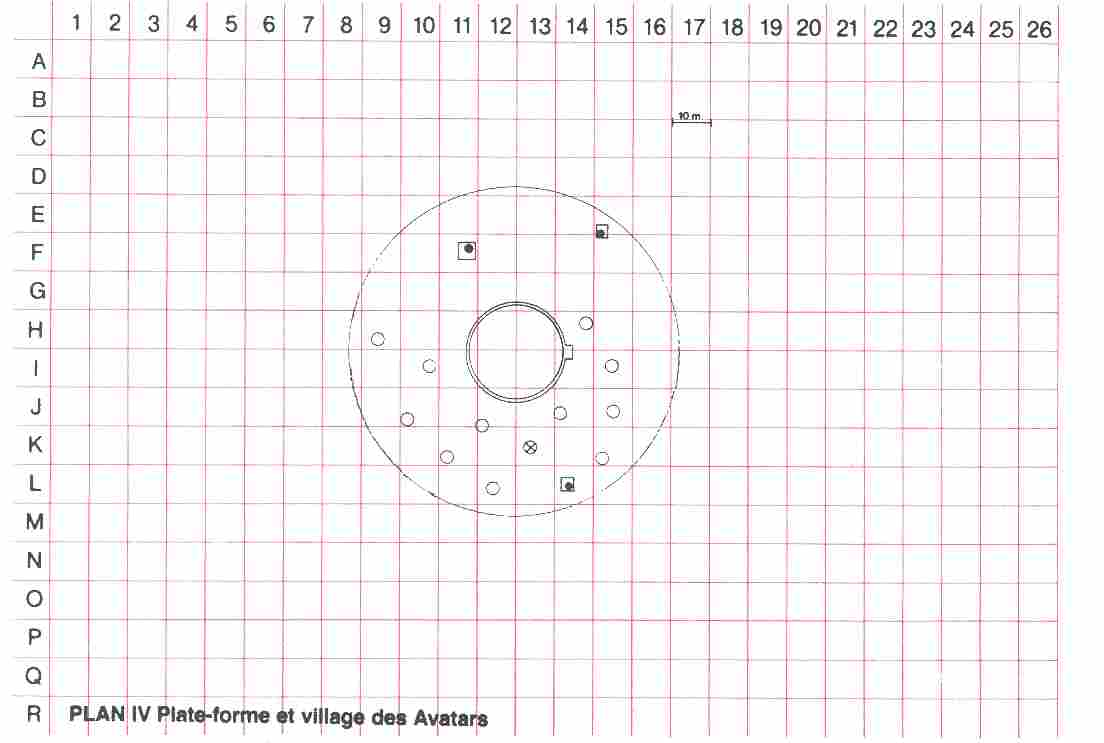 1 2 3 4 5 6 7 8 9 10 11 12 13 14 15 16 17 18 19 20 21 22 23 24 25 26
A
B
10 m.
C
D
E
F
G
H
I
J
K
L
M
N
O
P
Q
R PLAN IV Plate-forme et village des Avatars